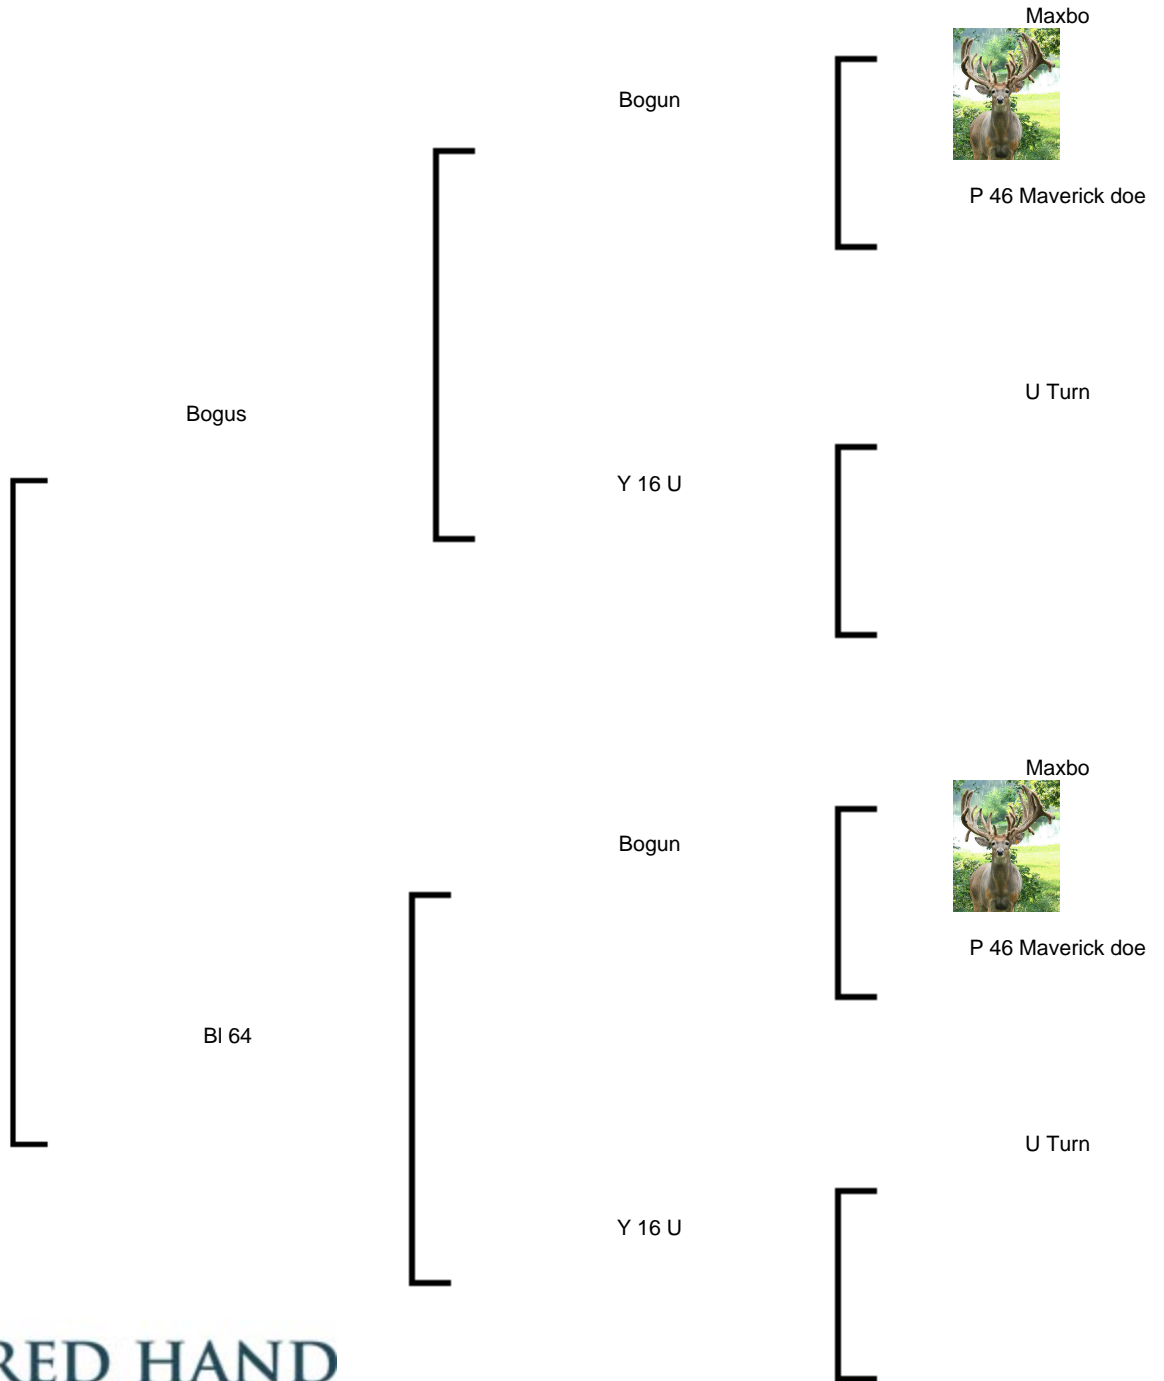 Maxbo
Bogun
P 46 Maverick doe
U Turn
Bogus
Y 16 U
Maxbo
Bogun
P 46 Maverick doe
Bl 64
U Turn
Y 16 U
RED HAND